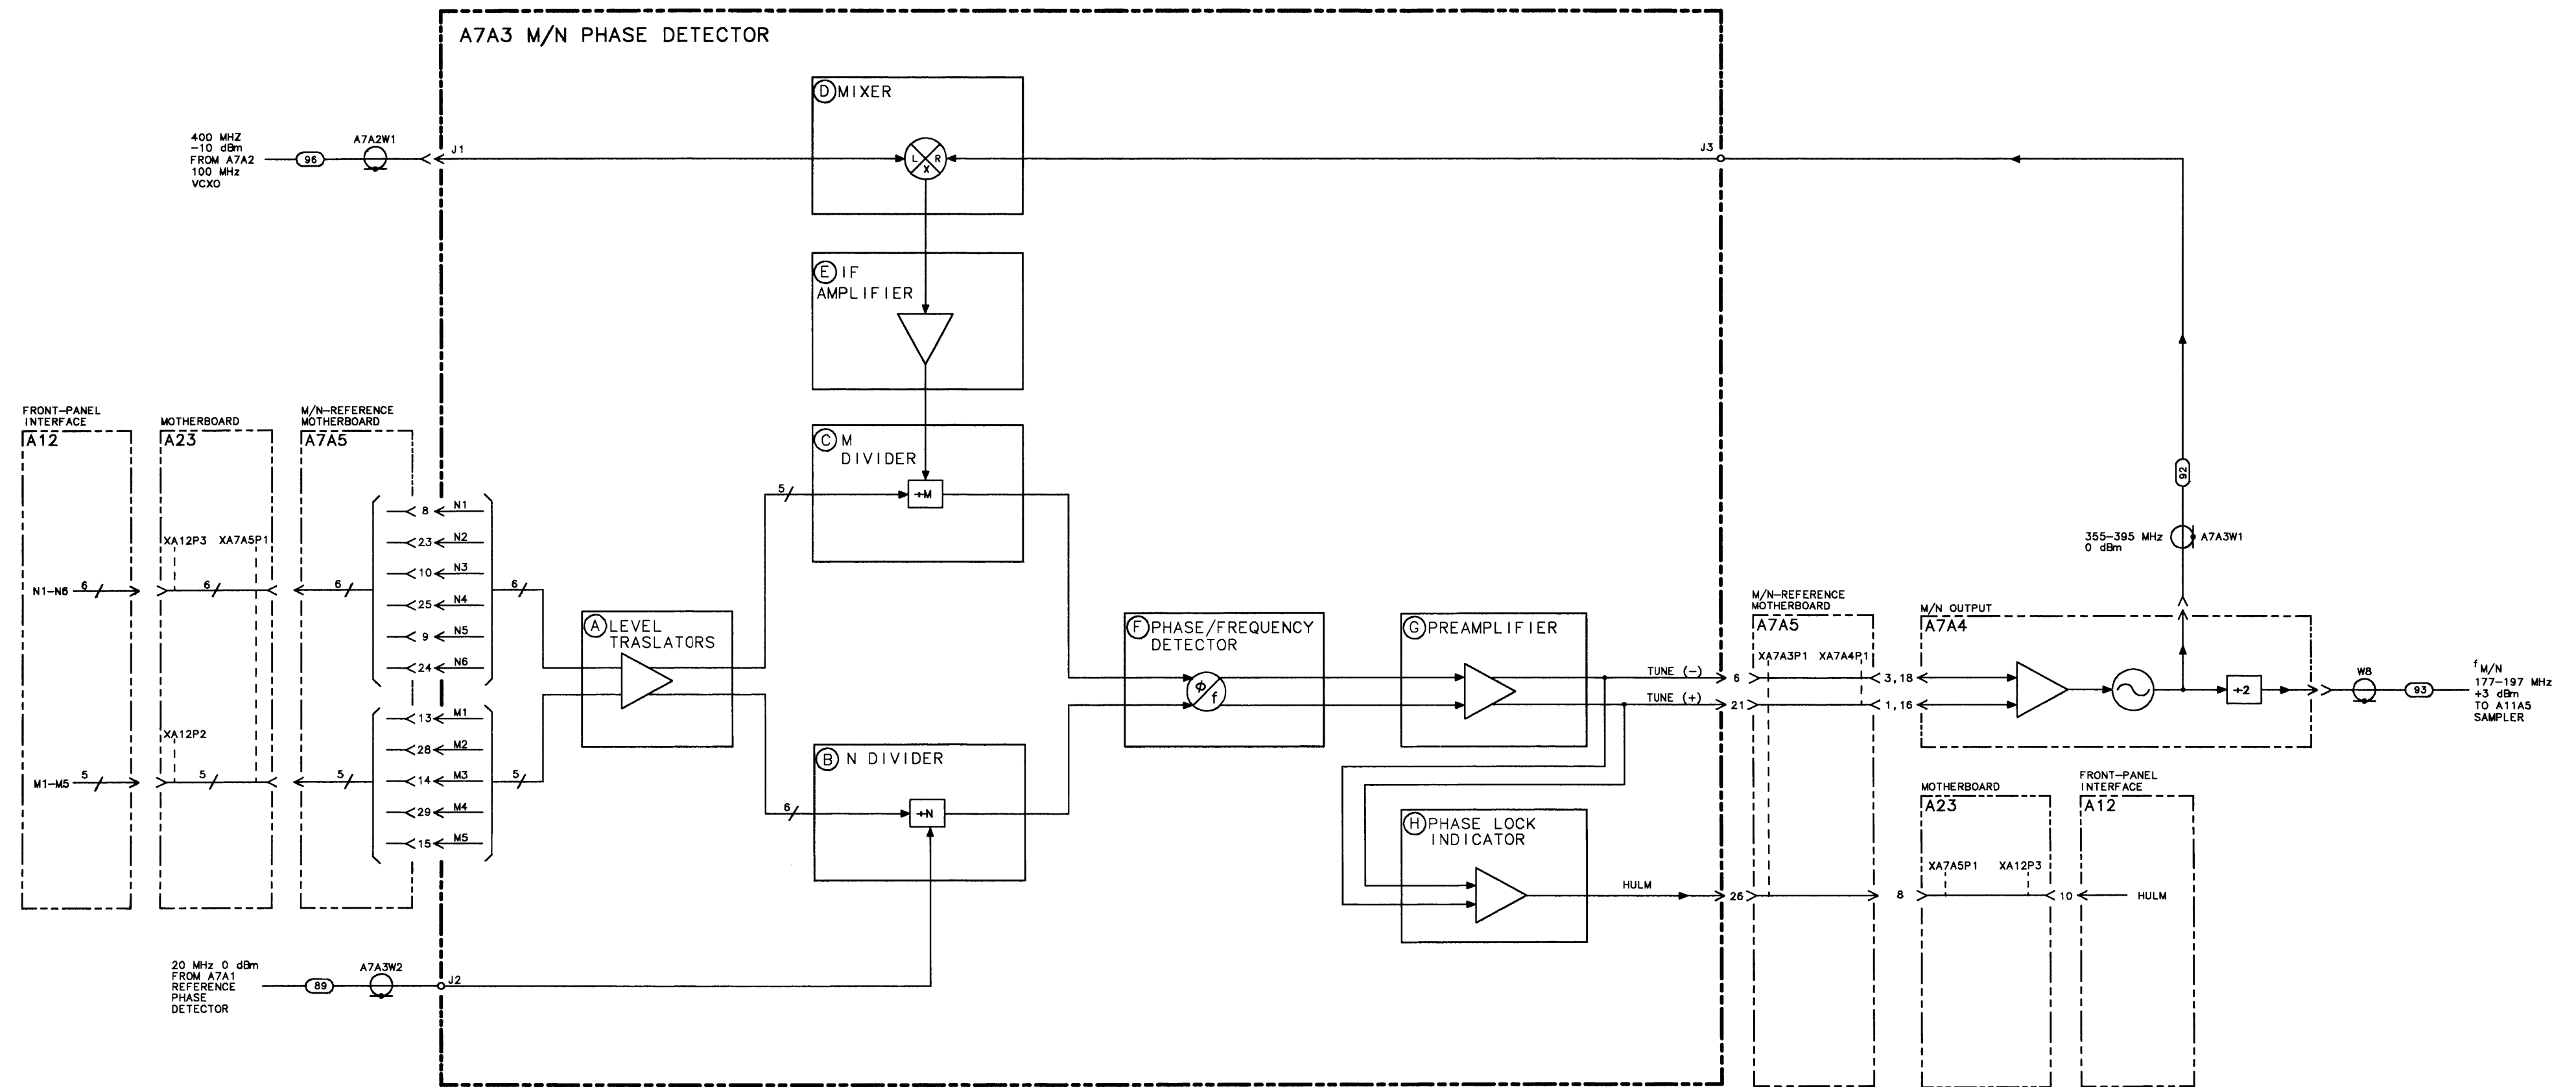 A7A3 M/N PHASE DETECTOR
D MIXER
L R
X
400 MHZ
-10 dBm
FROM A7A2
100 MHz
VCXO
96
A7A2W1
J1
J3
E IF
AMPLIFIER
C M
DIVIDER
5
÷M
FRONT-PANEL
INTERFACE
A12
MOTHERBOARD
A23
M/N-REFERENCE
MOTHERBOARD
A7A5
8 N1
23 N2
10 N3
25 N4
9 N5
24 N6
13 M1
28 M2
14 M3
29 M4
15 M5
XA12P3 XA7A5P1
N1-N6 6
6
6
6
XA12P2
M1-M5 5
5
5
5
A LEVEL
TRASLATORS
B N DIVIDER
6
÷N
F PHASE/FREQUENCY
DETECTOR
φ/f
G PREAMPLIFIER
TUNE (-)
TUNE (+)
H PHASE LOCK
INDICATOR
HULM
6
21
26
M/N-REFERENCE
MOTHERBOARD
A7A5
XA7A3P1 XA7A4P1
3,18
1,16
8
M/N OUTPUT
A7A4
÷2
355-395 MHz
0 dBm
A7A3W1
92
W8
93
f M/N
177-197 MHz
+3 dBm
TO A11A5
SAMPLER
MOTHERBOARD
A23
XA7A5P1 XA12P3
10
FRONT-PANEL
INTERFACE
A12
HULM
20 MHz 0 dBm
FROM A7A1
REFERENCE
PHASE
DETECTOR
89
A7A3W2
J2